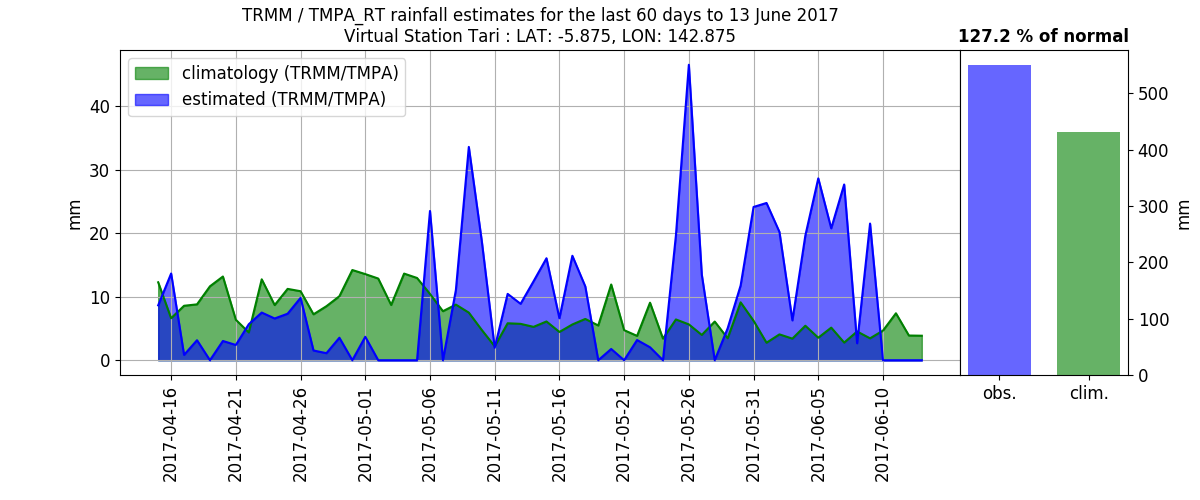 TRMM / TMPA_RT rainfall estimates for the last 60 days to 13 June 2017
Virtual Station Tari : LAT: -5.875, LON: 142.875
127.2 % of normal
climatology (TRMM/TMPA)
estimated (TRMM/TMPA)
mm
40
30
20
10
0
2017-04-16
2017-04-21
2017-04-26
2017-05-01
2017-05-06
2017-05-11
2017-05-16
2017-05-21
2017-05-26
2017-05-31
2017-06-05
2017-06-10
obs.
clim.
500
400
300
200
100
0
mm